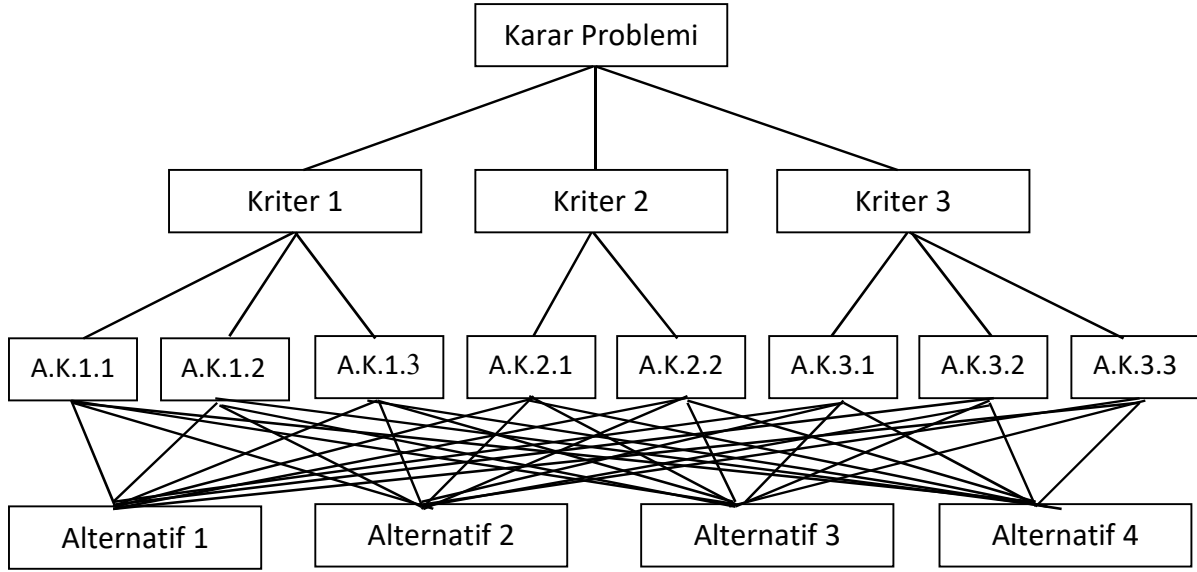 Karar Problemi
Kriter 1
Kriter 2
Kriter 3
A.K.1.1
A.K.1.2
A.K.1.3
A.K.2.1
A.K.2.2
A.K.3.1
A.K.3.2
A.K.3.3
Alternatif 1
Alternatif 2
Alternatif 3
Alternatif 4